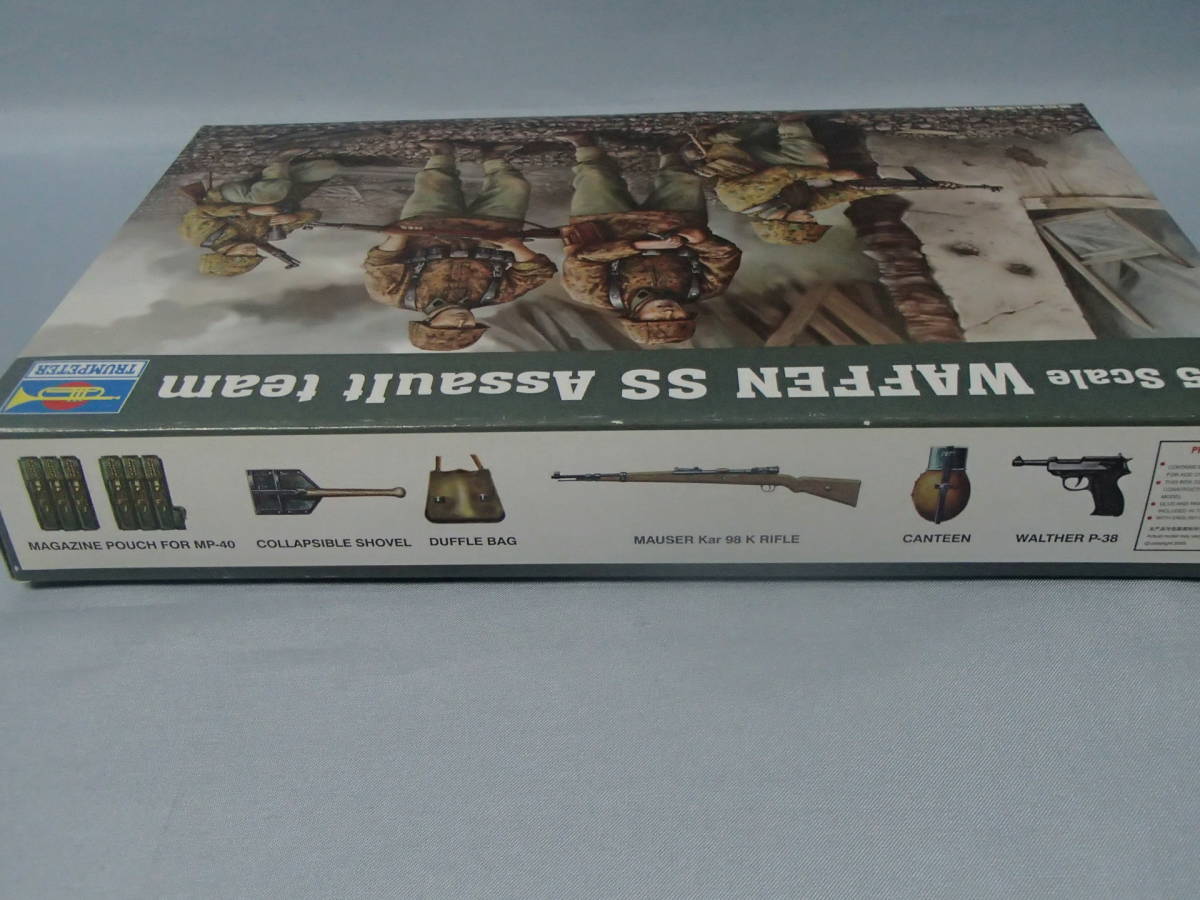 5 Scale WAFFEN SS Assault team
TRUMPETER
MAGAZINE POUCH FOR MP-40
COLLAPSIBLE SHOVEL
DUFFLE BAG
MAUSER Kar 98 K RIFLE
CANTEEN
WALTHER P-38